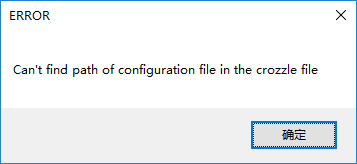 ERROR
Can't find path of configuration file in the crozzle file
确定